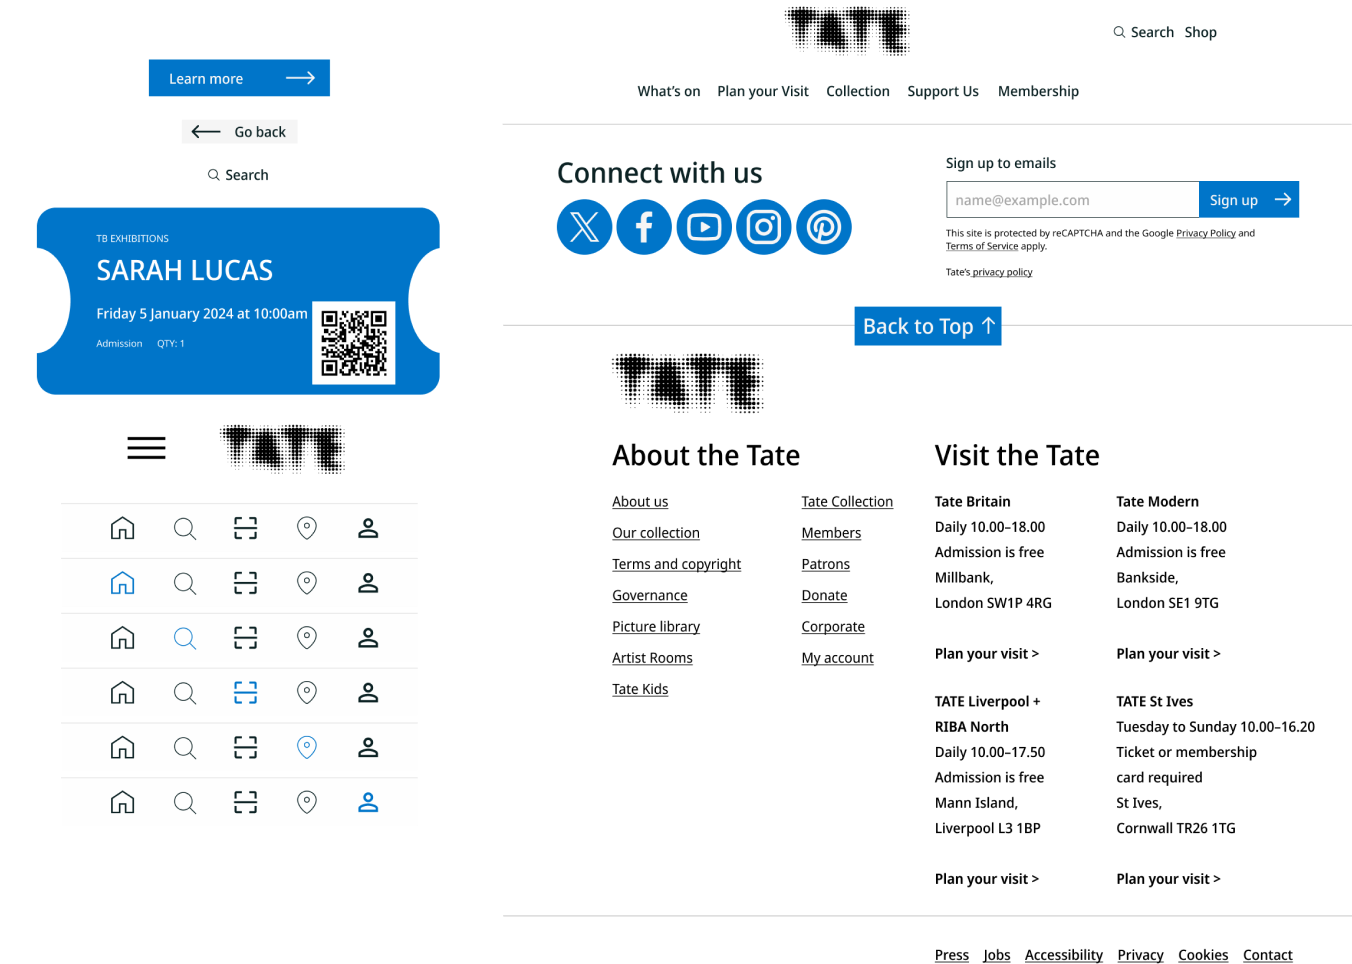 Learn more
Go back
Search
TB EXHIBITIONS
SARAH LUCAS
Friday 5 January 2024 at 10:00am
Admission QTY: 1
TATE
TATE
Search Shop
What's on Plan your Visit Collection Support Us Membership
Connect with us
Sign up to emails
name@example.com
Sign up
This site is protected by reCAPTCHA and the Google Privacy Policy and
Terms of Service apply.
Tate's privacy policy
Back to Top
TATE
About the Tate
About us
Our collection
Terms and copyright
Governance
Picture library
Artist Rooms
Tate Kids
Tate Collection
Members
Patrons
Donate
Corporate
My account
Visit the Tate
Tate Britain
Daily 10.00–18.00
Admission is free
Millbank,
London SW1P 4RG
Plan your visit >
Tate Modern
Daily 10.00–18.00
Admission is free
Bankside,
London SE1 9TG
Plan your visit >
TATE Liverpool +
RIBA North
Daily 10.00–17.50
Admission is free
Mann Island,
Liverpool L3 1BP
Plan your visit >
TATE St Ives
Tuesday to Sunday 10.00–16.20
Ticket or membership
card required
St Ives,
Cornwall TR26 1TG
Plan your visit >
Press Jobs Accessibility Privacy Cookies Contact